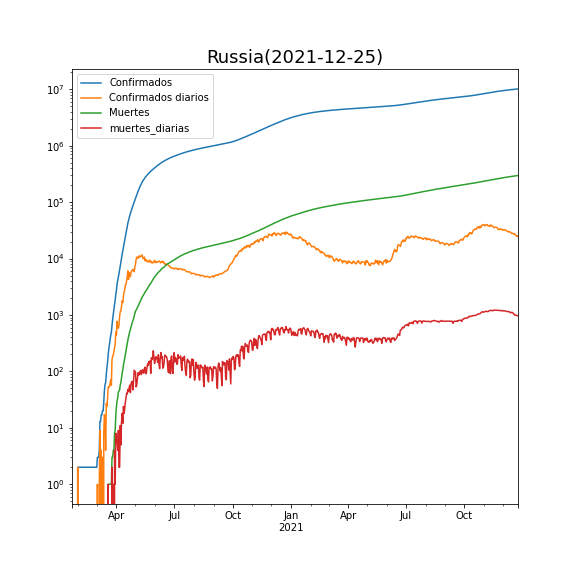 Russia(2021-12-25)
Confirmados
Confirmados diarios
Muertes
muertes_diarias
10⁷
10⁶
10⁵
10⁴
10³
10²
10¹
10⁰
Apr Jul Oct Jan Apr Jul Oct
2021